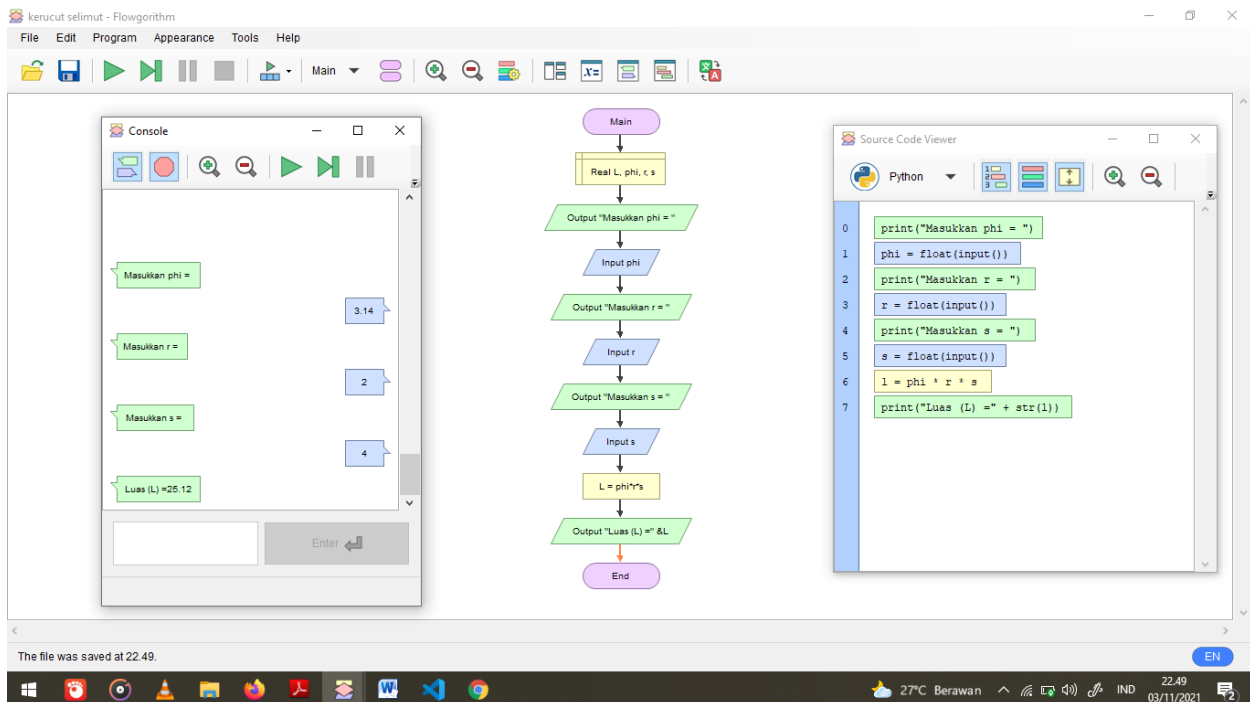 kerucut selimut - Flowgorithm
File Edit Program Appearance Tools Help
Main
Console
Masukkan phi =
3.14
Masukkan r =
2
Masukkan s =
4
Luas (L) =25.12
Enter
Main
Real L, phi, r, s
Output "Masukkan phi = "
Input phi
Output "Masukkan r = "
Input r
Output "Masukkan s = "
Input s
L = phi*r*s
Output "Luas (L) =" &L
End
Source Code Viewer
Python
0 print("Masukkan phi = ")
1 phi = float(input())
2 print("Masukkan r = ")
3 r = float(input())
4 print("Masukkan s = ")
5 s = float(input())
6 l = phi * r * s
7 print("Luas (L) =" + str(l))
The file was saved at 22.49.
EN
27°C Berawan
IND
22.49
03/11/2021
2